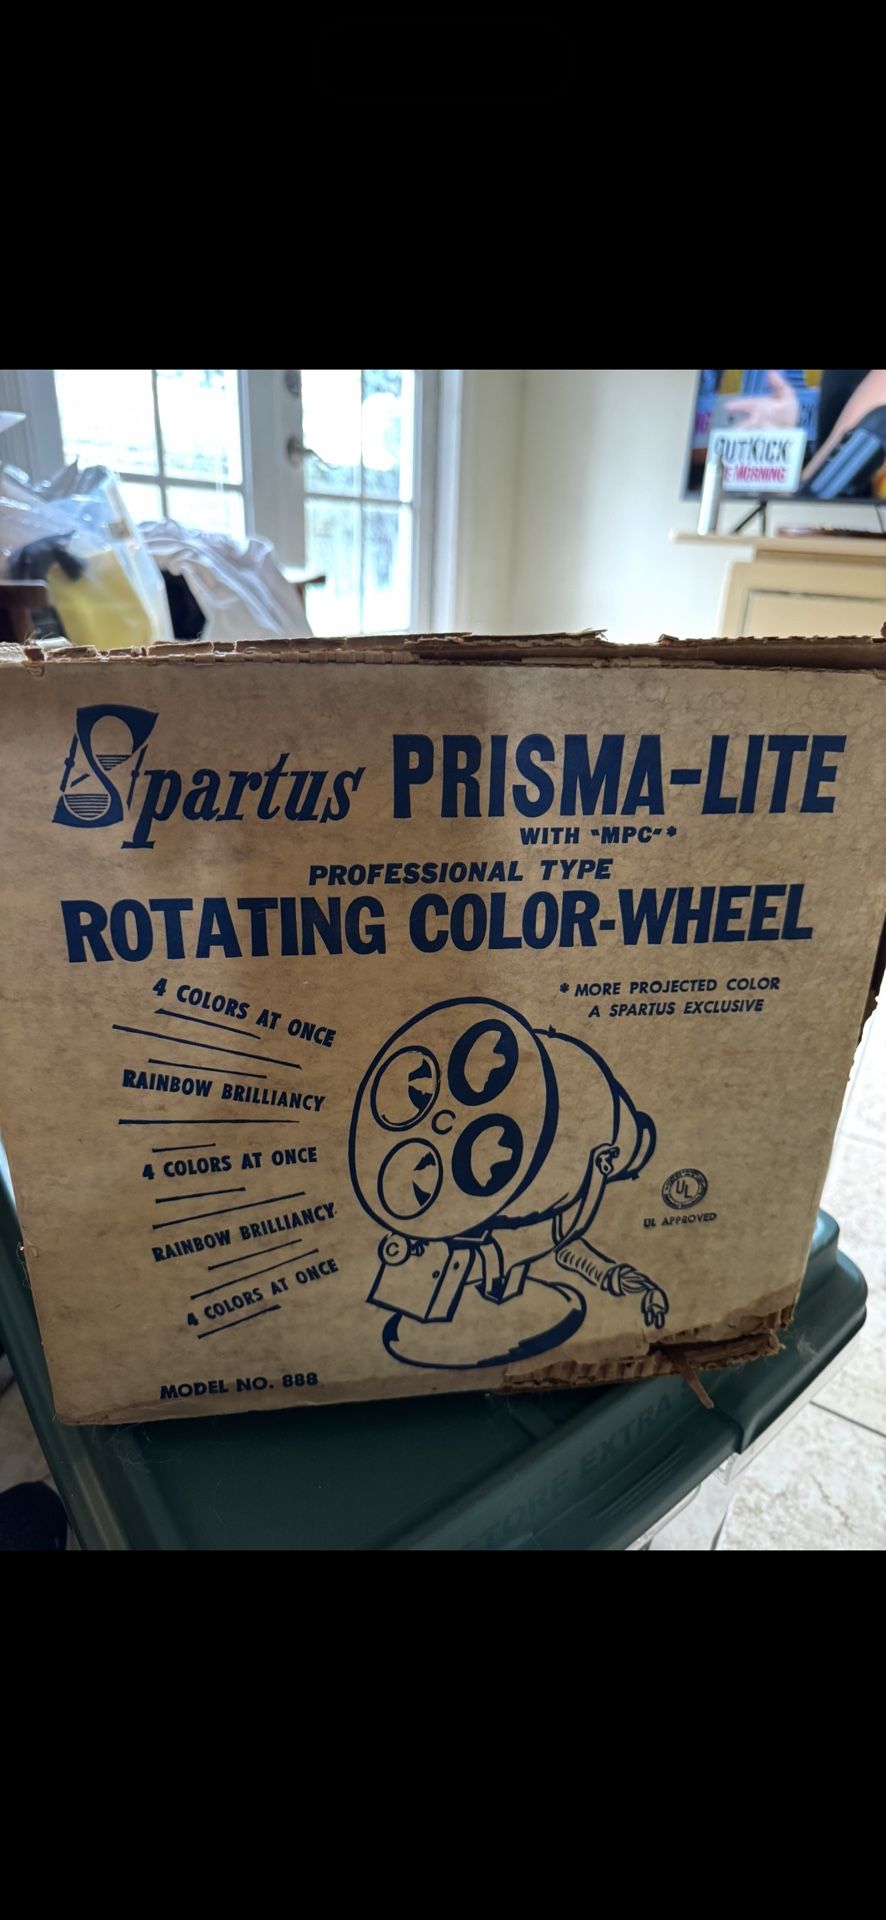 OUTKICK
MORNING
Spartus PRISMA-LITE
WITH "MPC"*
PROFESSIONAL TYPE
ROTATING COLOR-WHEEL
4 COLORS AT ONCE
RAINBOW BRILLIANCY
4 COLORS AT ONCE
RAINBOW BRILLIANCY
4 COLORS AT ONCE
* MORE PROJECTED COLOR
A SPARTUS EXCLUSIVE
C
C
UL
UL APPROVED
MODEL NO. 888
STORE EXTRA